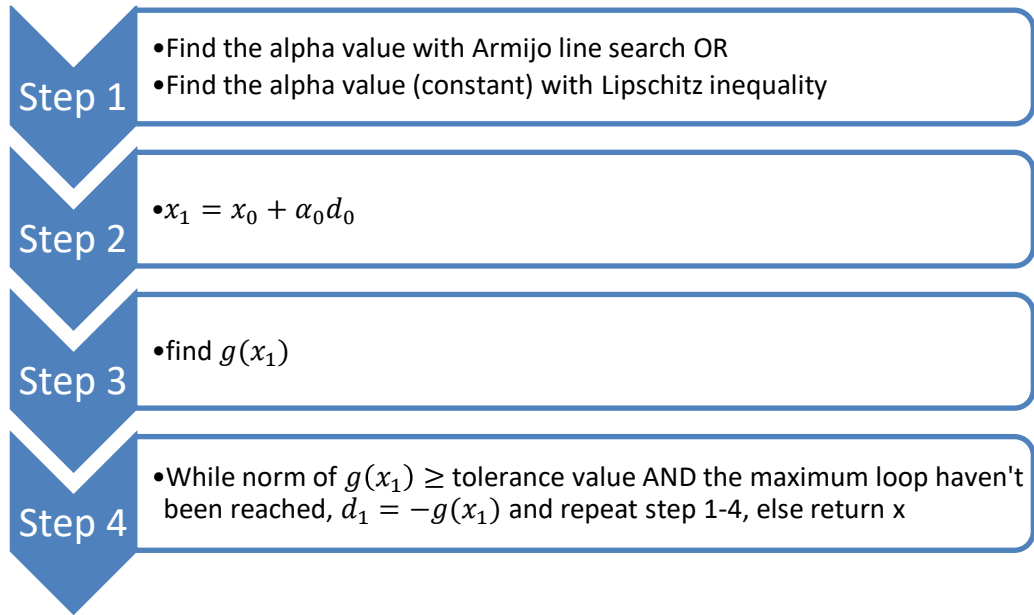 Step 1
•Find the alpha value with Armijo line search OR
•Find the alpha value (constant) with Lipschitz inequality
Step 2
•𝑥₁ = 𝑥₀ + 𝛼₀𝑑₀
Step 3
•find 𝑔(𝑥₁)
Step 4
•While norm of 𝑔(𝑥₁) ≥ tolerance value AND the maximum loop haven't
been reached, 𝑑₁ = −𝑔(𝑥₁) and repeat step 1-4, else return x